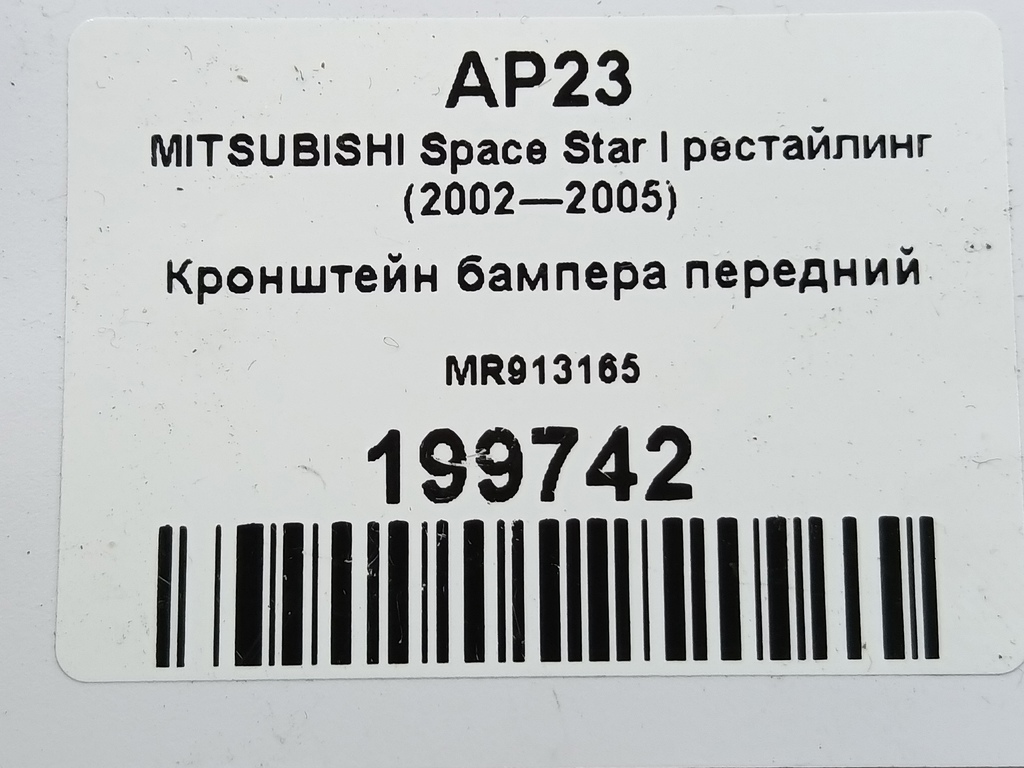 AP23
MITSUBISHI Space Star I рестайлинг
(2002—2005)
Кронштейн бампера передний
MR913165
199742